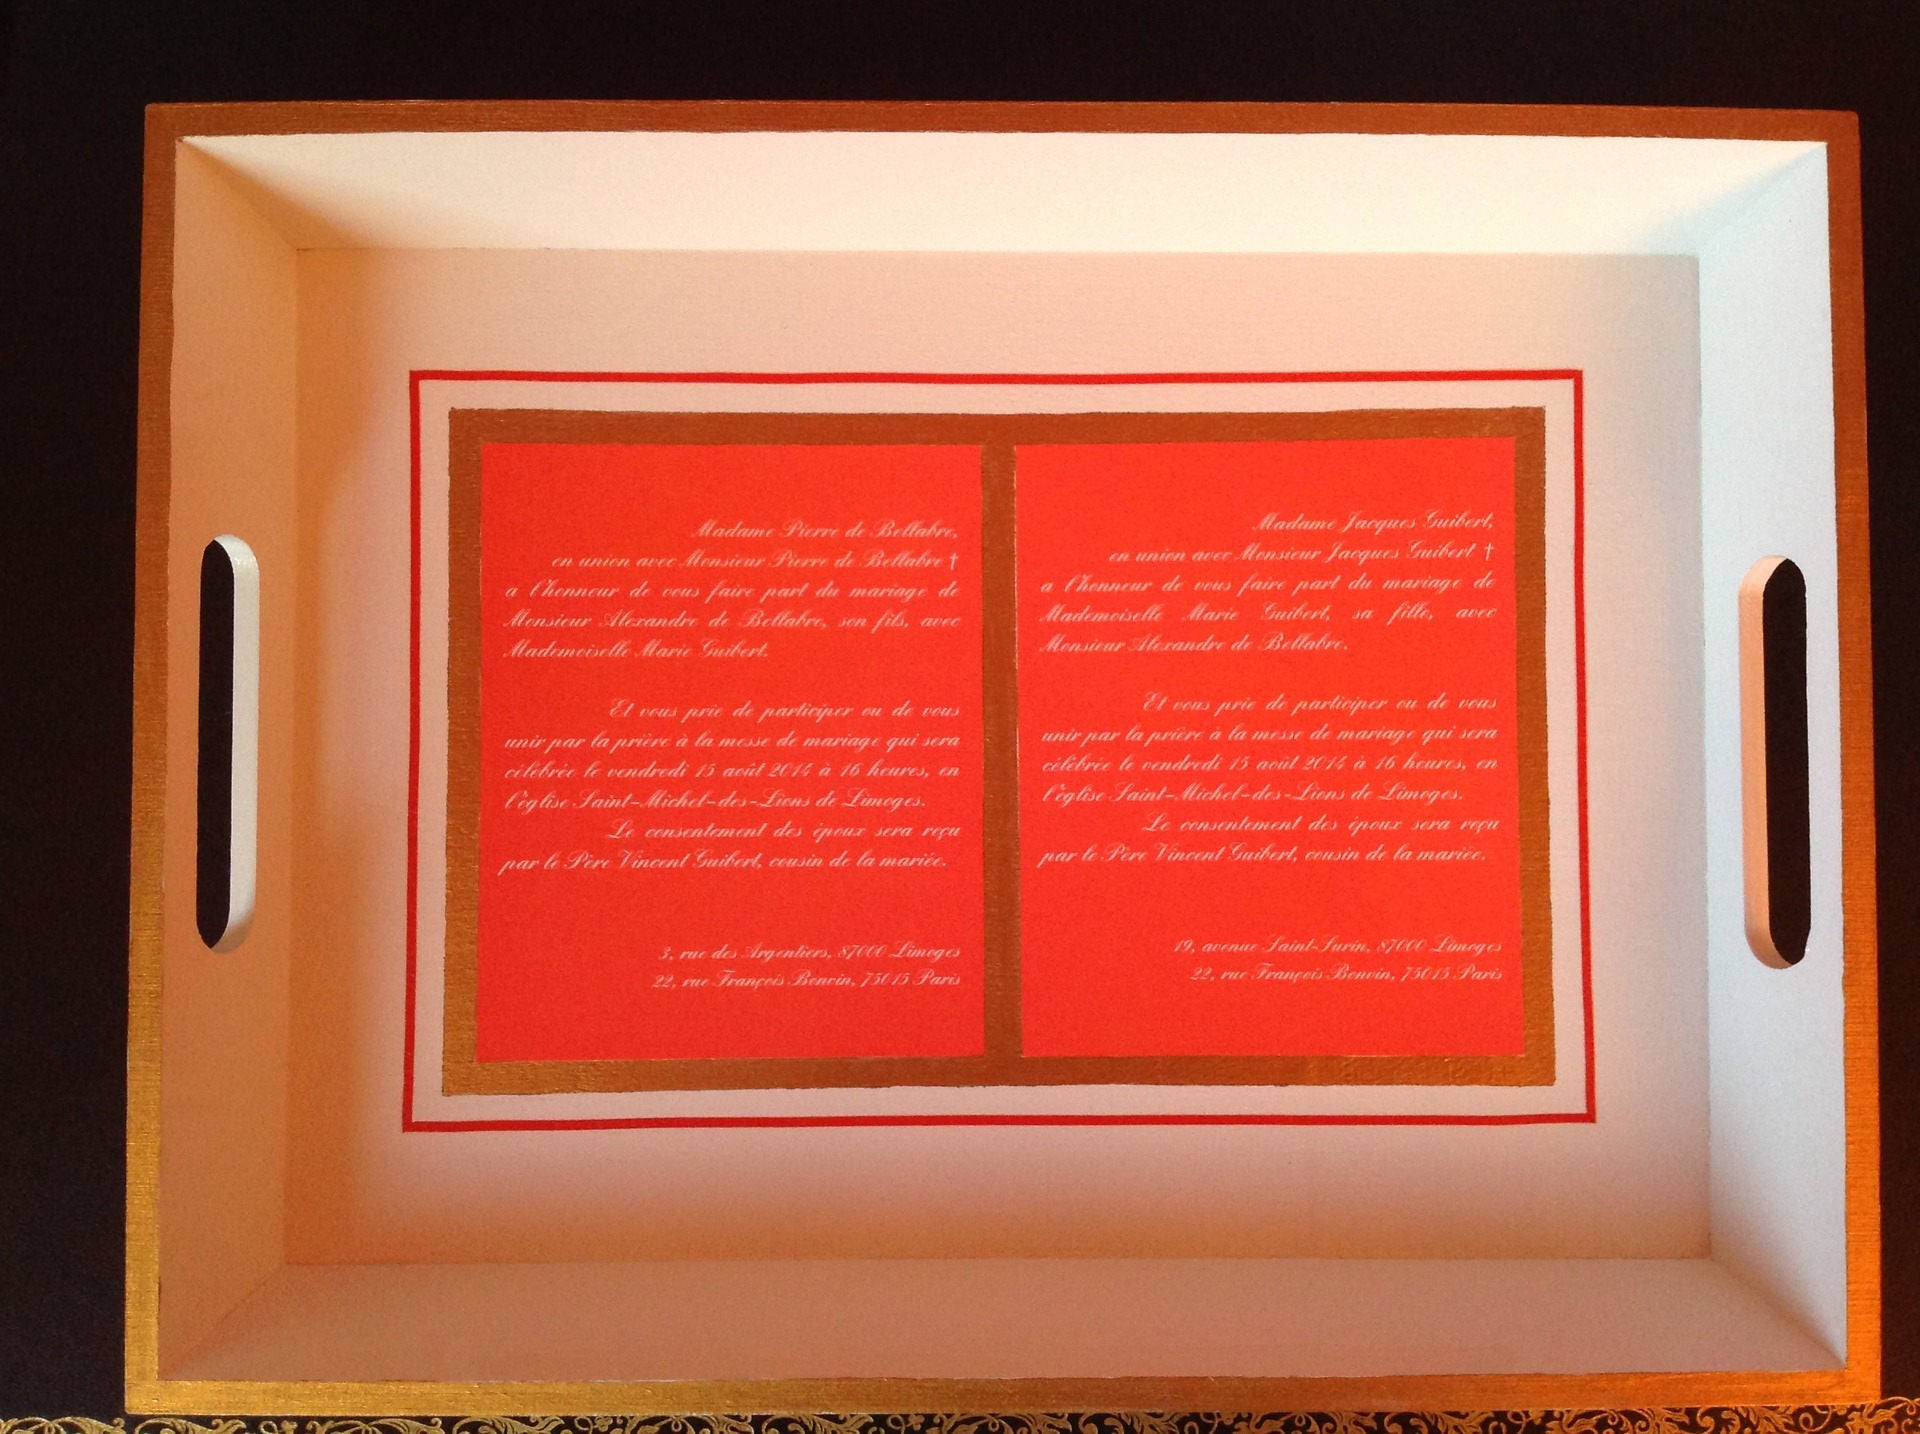 Madame Pierre de Bellabre,
en union avec Monsieur Pierre de Bellabre †
a l'honneur de vous faire part du mariage de
Monsieur Alexandre de Bellabre, son fils, avec
Mademoiselle Marie Guibert.
Et vous prie de participer ou de vous
unir par la prière à la messe de mariage qui sera
célébrée le vendredi 15 août 2014 à 16 heures, en
l'église Saint-Michel-des-Lions de Limoges.
Le consentement des époux sera reçu
par le Père Vincent Guibert, cousin de la mariée.
3, rue des Argentiers, 87000 Limoges
22, rue François Bonvin, 75015 Paris
Madame Jacques Guibert,
en union avec Monsieur Jacques Guibert †
a l'honneur de vous faire part du mariage de
Mademoiselle Marie Guibert, sa fille, avec
Monsieur Alexandre de Bellabre.
Et vous prie de participer ou de vous
unir par la prière à la messe de mariage qui sera
célébrée le vendredi 15 août 2014 à 16 heures, en
l'église Saint-Michel-des-Lions de Limoges.
Le consentement des époux sera reçu
par le Père Vincent Guibert, cousin de la mariée.
19, avenue Saint-Surin, 87000 Limoges
22, rue François Bonvin, 75015 Paris